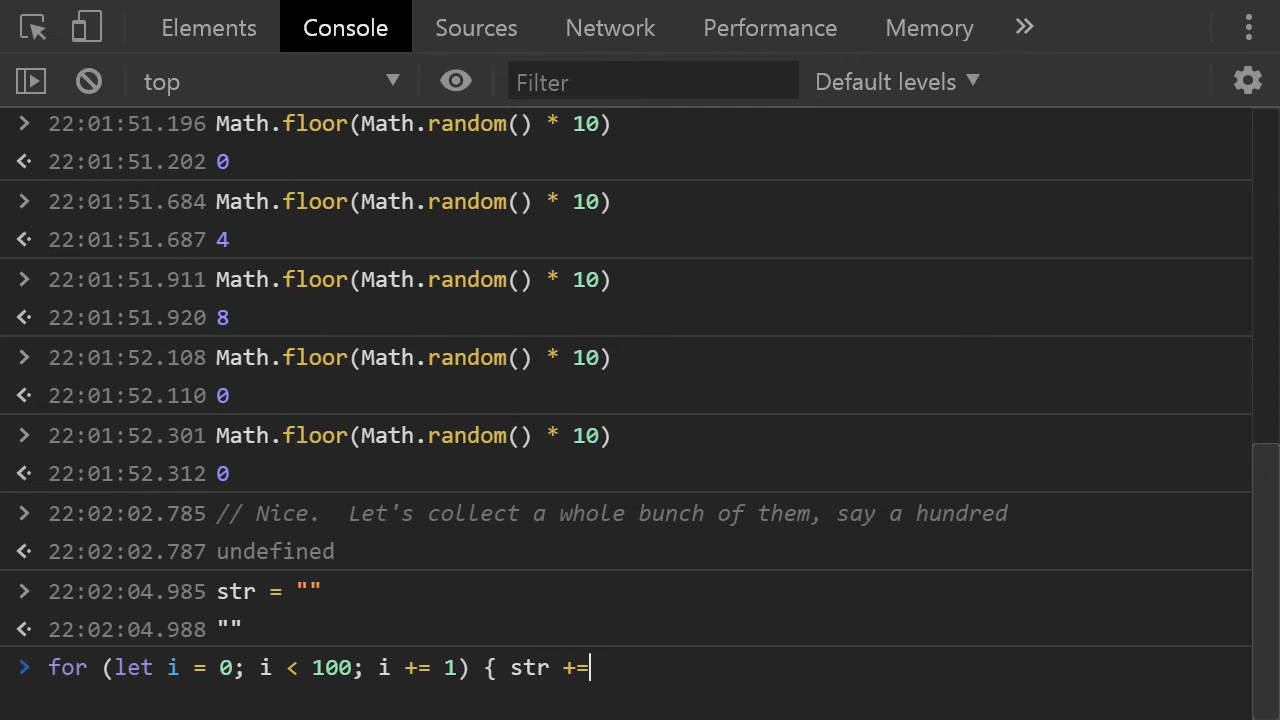 Elements Console Sources Network Performance Memory »
top ▼ Filter Default levels ▼
> 22:01:51.196 Math.floor(Math.random() * 10)
22:01:51.202 0
> 22:01:51.684 Math.floor(Math.random() * 10)
22:01:51.687 4
> 22:01:51.911 Math.floor(Math.random() * 10)
22:01:51.920 8
> 22:01:52.108 Math.floor(Math.random() * 10)
22:01:52.110 0
> 22:01:52.301 Math.floor(Math.random() * 10)
22:01:52.312 0
> 22:02:02.785 // Nice.  Let's collect a whole bunch of them, say a hundred
22:02:02.787 undefined
> 22:02:04.985 str = ""
22:02:04.988 ""
> for (let i = 0; i < 100; i += 1) { str +=